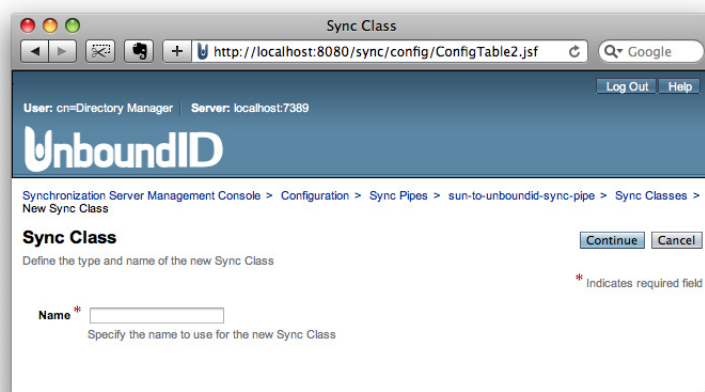 Sync Class
http://localhost:8080/sync/config/ConfigTable2.jsf
Google
Log Out Help
User: cn=Directory Manager Server: localhost:7389
UnboundID
Synchronization Server Management Console > Configuration > Sync Pipes > sun-to-unboundid-sync-pipe > Sync Classes >
New Sync Class
Sync Class
Continue Cancel
Define the type and name of the new Sync Class
* Indicates required field
Name *
Specify the name to use for the new Sync Class